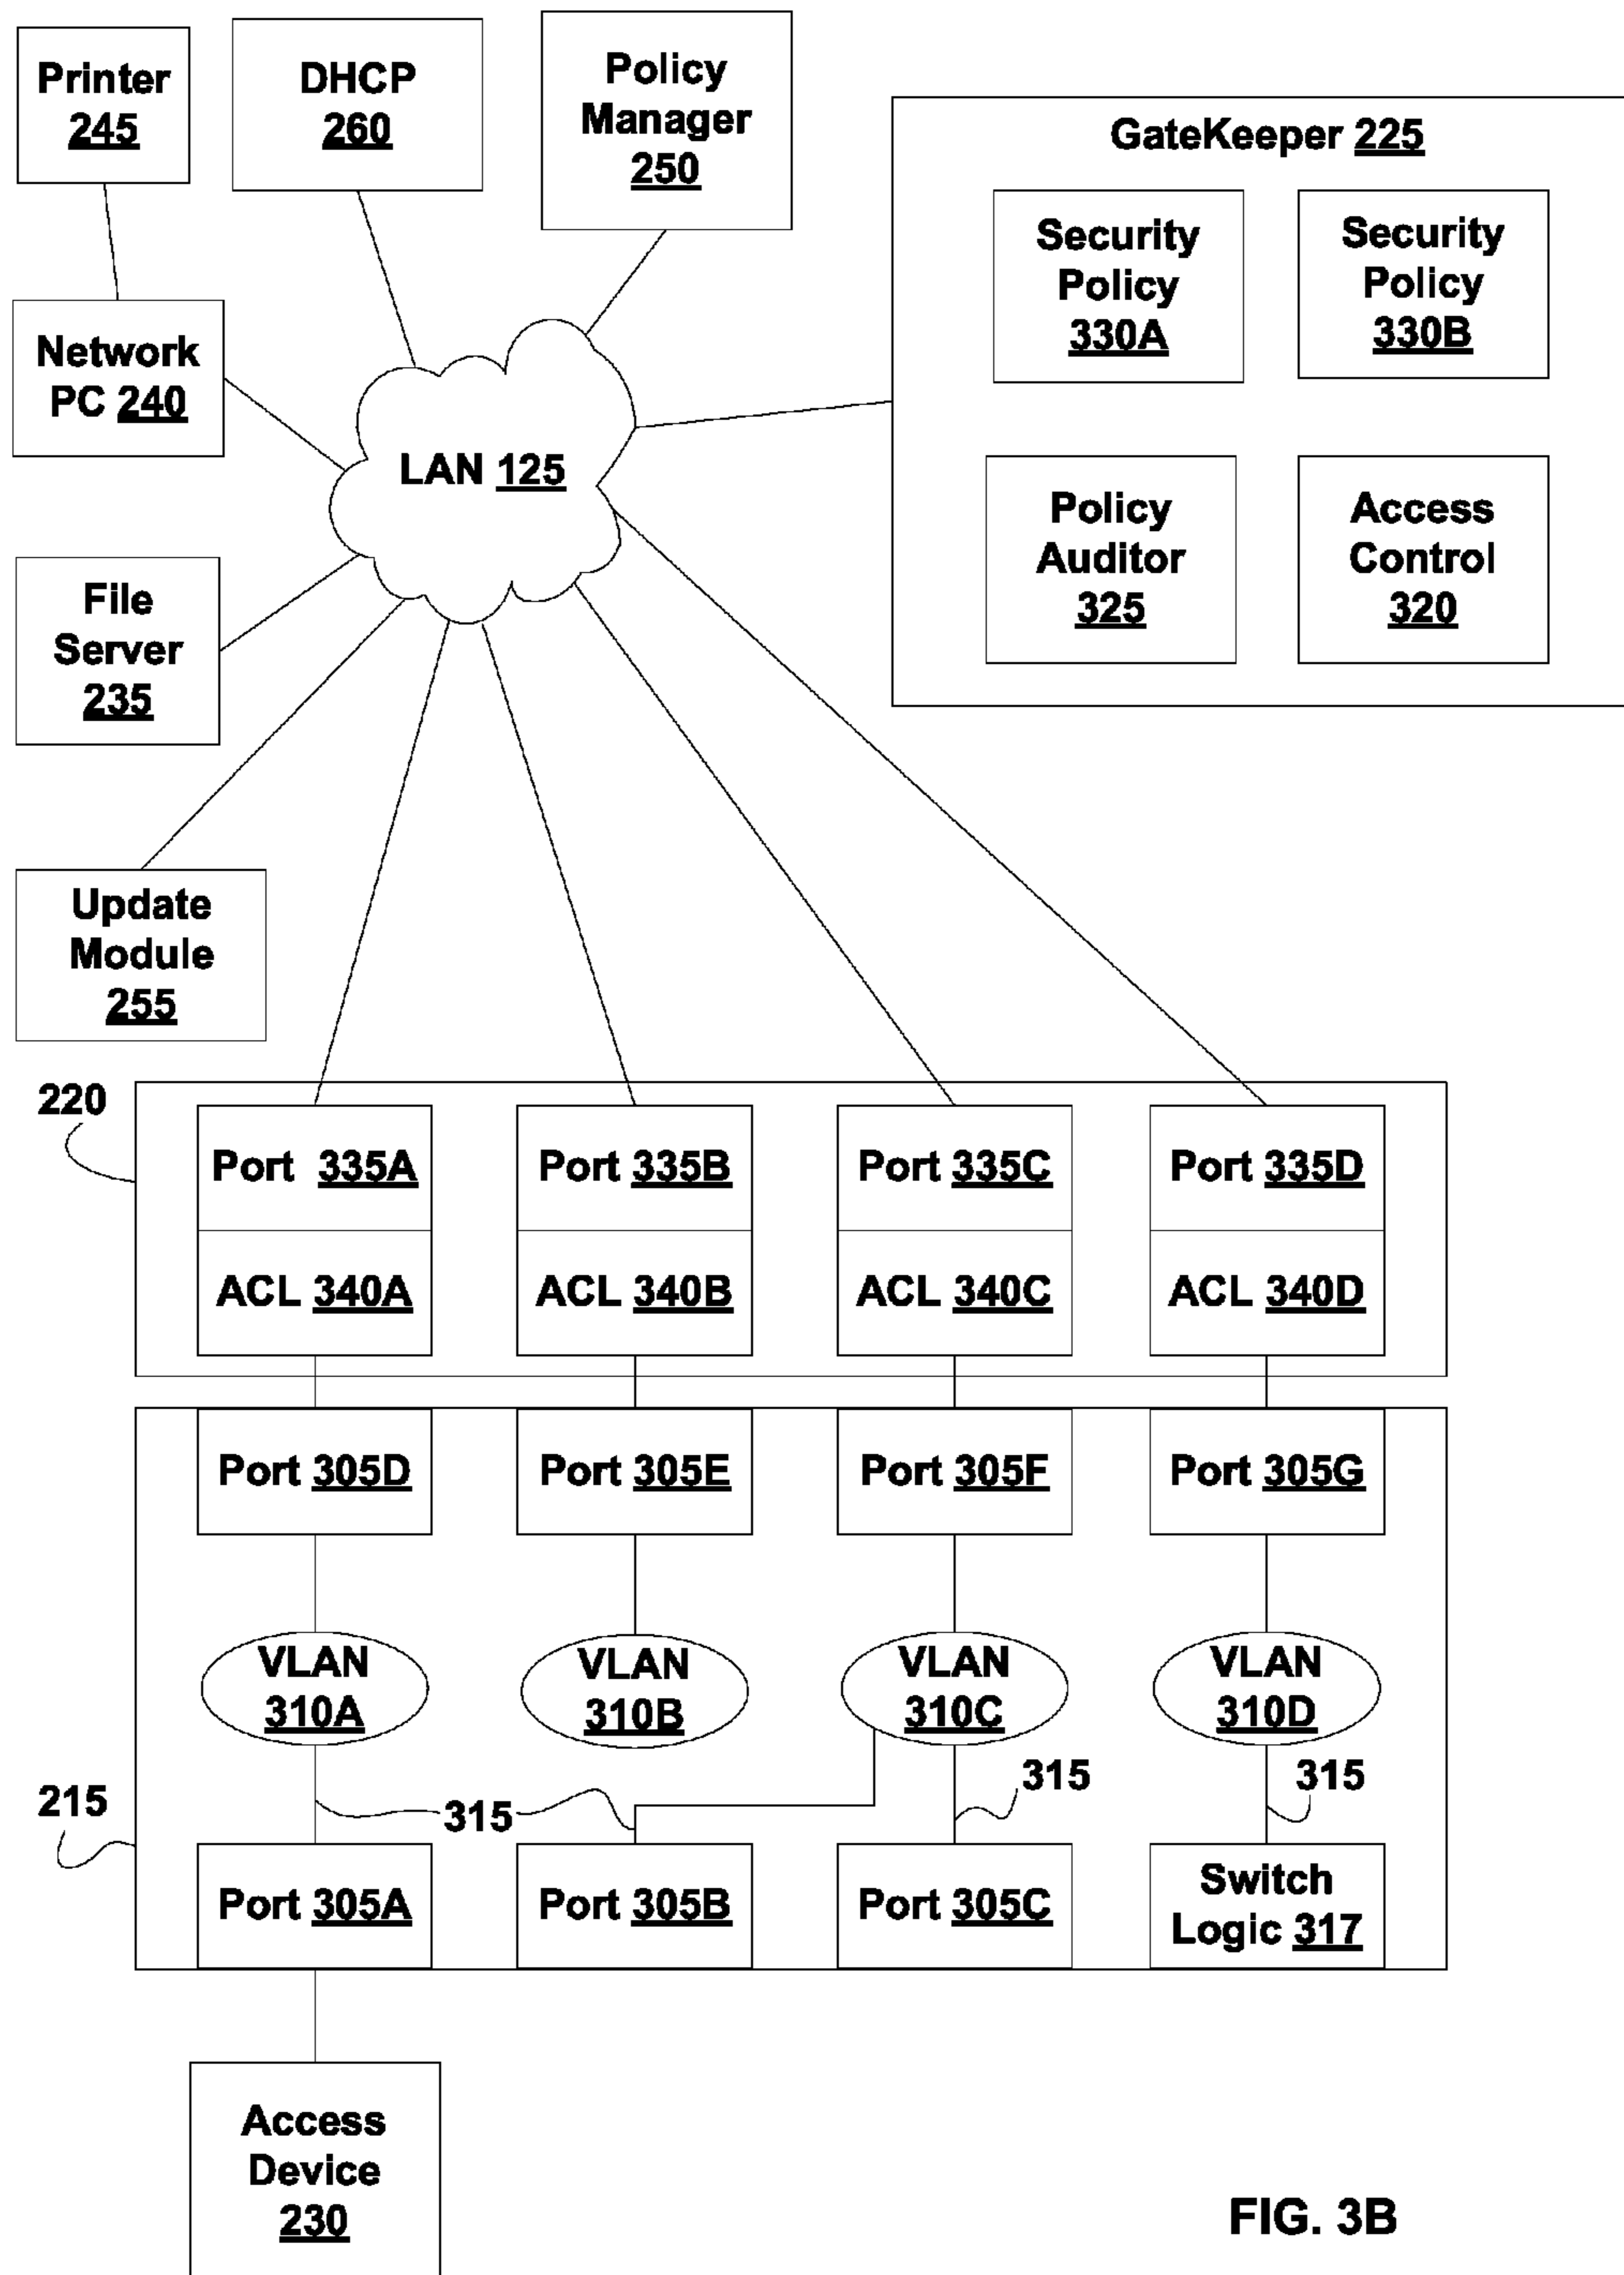 Printer
245
DHCP
260
Policy
Manager
250
GateKeeper 225
Security
Policy
330A
Security
Policy
330B
Network
PC 240
LAN 125
Policy
Auditor
325
Access
Control
320
File
Server
235
Update
Module
255
220
Port 335A
Port 335B
Port 335C
Port 335D
ACL 340A
ACL 340B
ACL 340C
ACL 340D
Port 305D
Port 305E
Port 305F
Port 305G
VLAN
310A
VLAN
310B
VLAN
310C
VLAN
310D
215
315
315
315
Port 305A
Port 305B
Port 305C
Switch
Logic 317
Access
Device
230
FIG. 3B